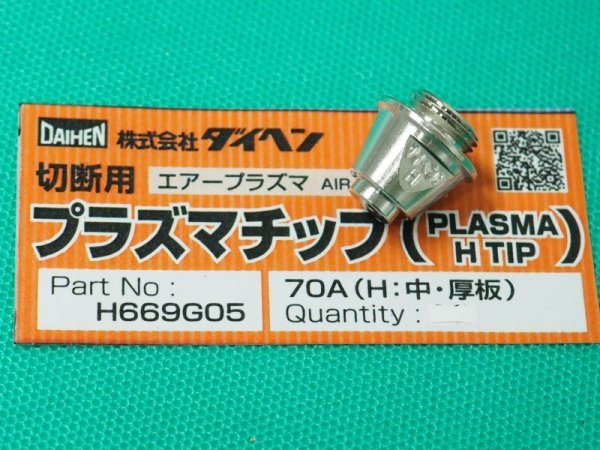 DAIHEN 株式会社ダイヘン
切断用 エアープラズマ AIR
プラズマチップ(PLASMA H TIP)
Part No : 70A(H:中・厚板)
H669G05 Quantity :
H